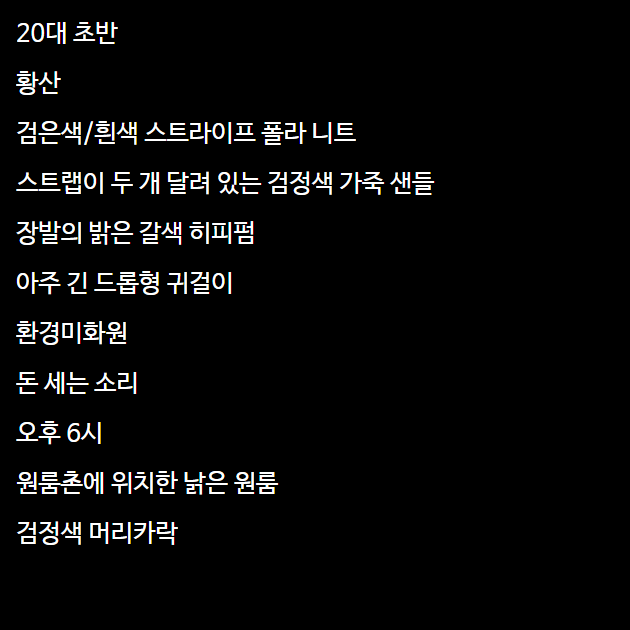 20대 초반
황산
검은색/흰색 스트라이프 폴라 니트
스트랩이 두 개 달려 있는 검정색 가죽 샌들
장발의 밝은 갈색 히피펌
아주 긴 드롭형 귀걸이
환경미화원
돈 세는 소리
오후 6시
원룸촌에 위치한 낡은 원룸
검정색 머리카락